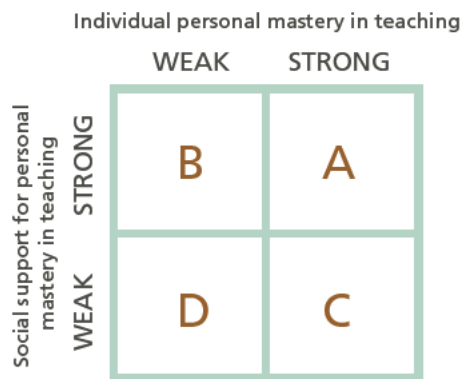 Individual personal mastery in teaching
WEAK STRONG
Social support for personal
mastery in teaching
STRONG
B A
WEAK
D C